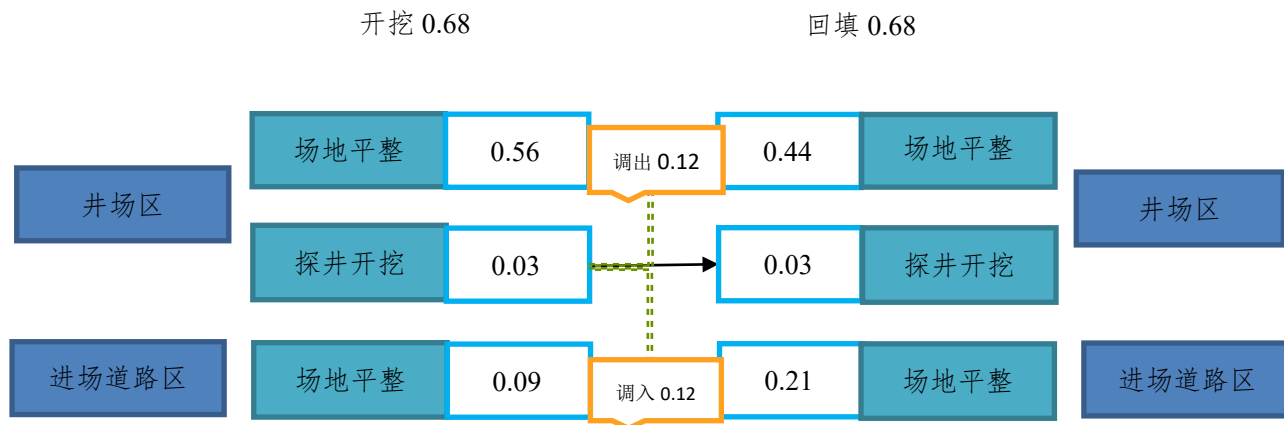 开挖 0.68 回填 0.68
场地平整 0.56 调出 0.12 0.44 场地平整
井场区 井场区
探井开挖 0.03 0.03 探井开挖
进场道路区 场地平整 0.09 调入 0.12 0.21 场地平整 进场道路区